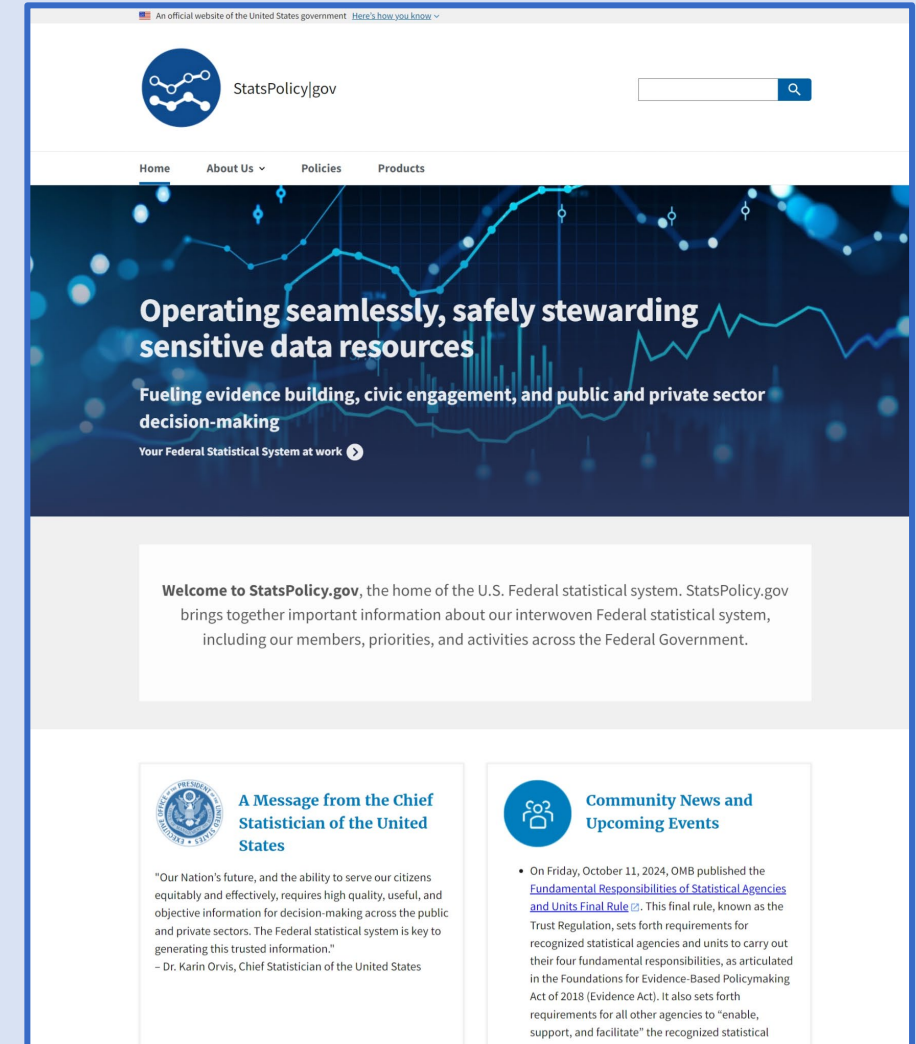 An official website of the United States government Here's how you know
StatsPolicy|gov
Home About Us Policies Products
Operating seamlessly, safely stewarding
sensitive data resources
Fueling evidence building, civic engagement, and public and private sector
decision-making
Your Federal Statistical System at work
Welcome to StatsPolicy.gov, the home of the U.S. Federal statistical system. StatsPolicy.gov
brings together important information about our interwoven Federal statistical system,
including our members, priorities, and activities across the Federal Government.
A Message from the Chief
Statistician of the United
States
"Our Nation's future, and the ability to serve our citizens
equitably and effectively, requires high quality, useful, and
objective information for decision-making across the public
and private sectors. The Federal statistical system is key to
generating this trusted information."
– Dr. Karin Orvis, Chief Statistician of the United States
Community News and
Upcoming Events
• On Friday, October 11, 2024, OMB published the
Fundamental Responsibilities of Statistical Agencies
and Units Final Rule. This final rule, known as the
Trust Regulation, sets forth requirements for
recognized statistical agencies and units to carry out
their four fundamental responsibilities, as articulated
in the Foundations for Evidence-Based Policymaking
Act of 2018 (Evidence Act). It also sets forth
requirements for all other agencies to “enable,
support, and facilitate” the recognized statistical